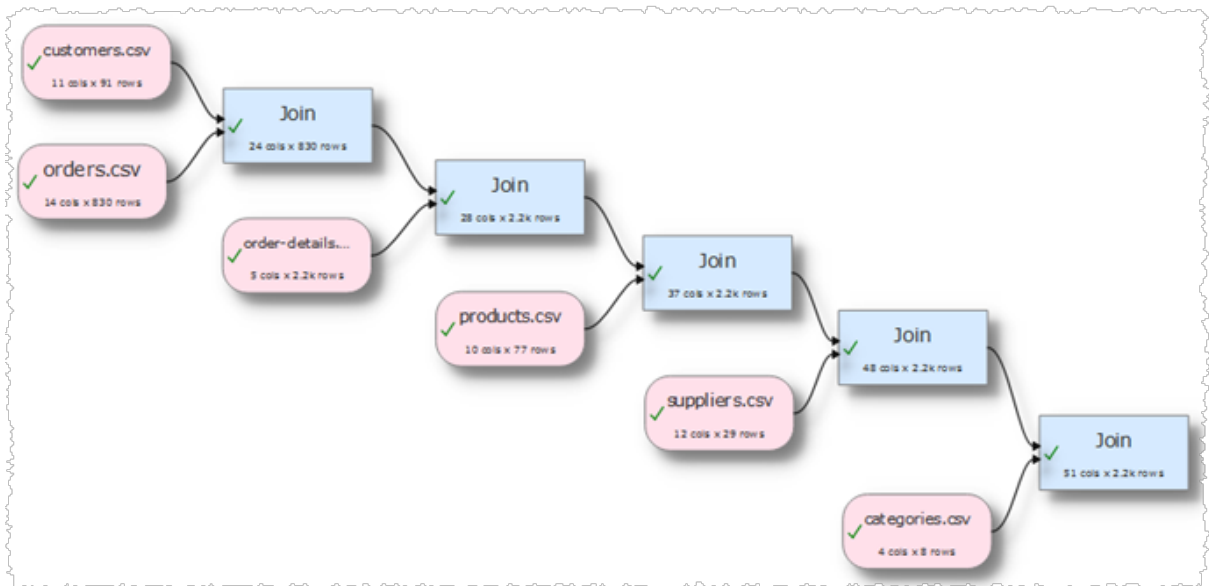 customers.csv
11 cols x 91 rows
Join
24 cols x 830 rows
orders.csv
14 cols x 830 rows
Join
28 cols x 2.2k rows
order-details....
5 cols x 2.2k rows
Join
37 cols x 2.2k rows
products.csv
10 cols x 77 rows
Join
48 cols x 2.2k rows
suppliers.csv
12 cols x 29 rows
Join
51 cols x 2.2k rows
categories.csv
4 cols x 8 rows